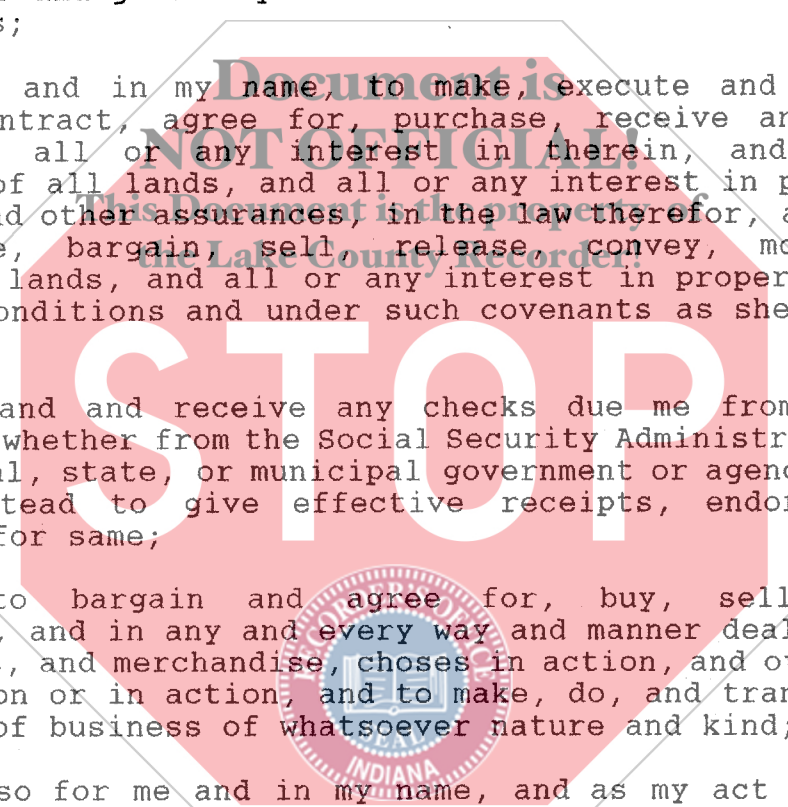 s;
Document is
and in my name, to make, execute and
ntract, agree for, purchase, receive an
NOT OFFICIAL!
all or any interest in therein, and
of all lands, and all or any interest in p
This Document is the property of
nd other assurances, in the law therefor, a
e, bargain, sell, release, convey, mo
the Lake County Recorder!
lands, and all or any interest in proper
onditions and under such covenants as she
STOP
and and receive any checks due me from
whether from the Social Security Administr
al, state, or municipal government or agenc
tead to give effective receipts, endor
for same;
to bargain and agree for, buy, sell
, and in any and every way and manner deal
, and merchandise, choses in action, and ot
on or in action, and to make, do, and tran
of business of whatsoever nature and kind;
RECORDER'S OFFICE
SEAL
INDIANA
so for me and in my name, and as my act